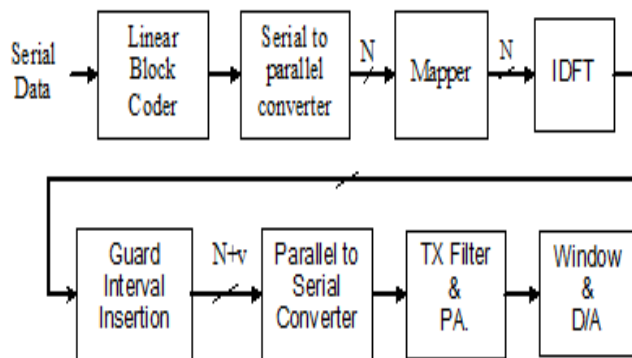 Serial
Data
Linear
Block
Coder
Serial to
parallel
converter
N
Mapper
N
IDFT
Guard
Interval
Insertion
N+v
Parallel to
Serial
Converter
TX Filter
&
PA.
Window
&
D/A